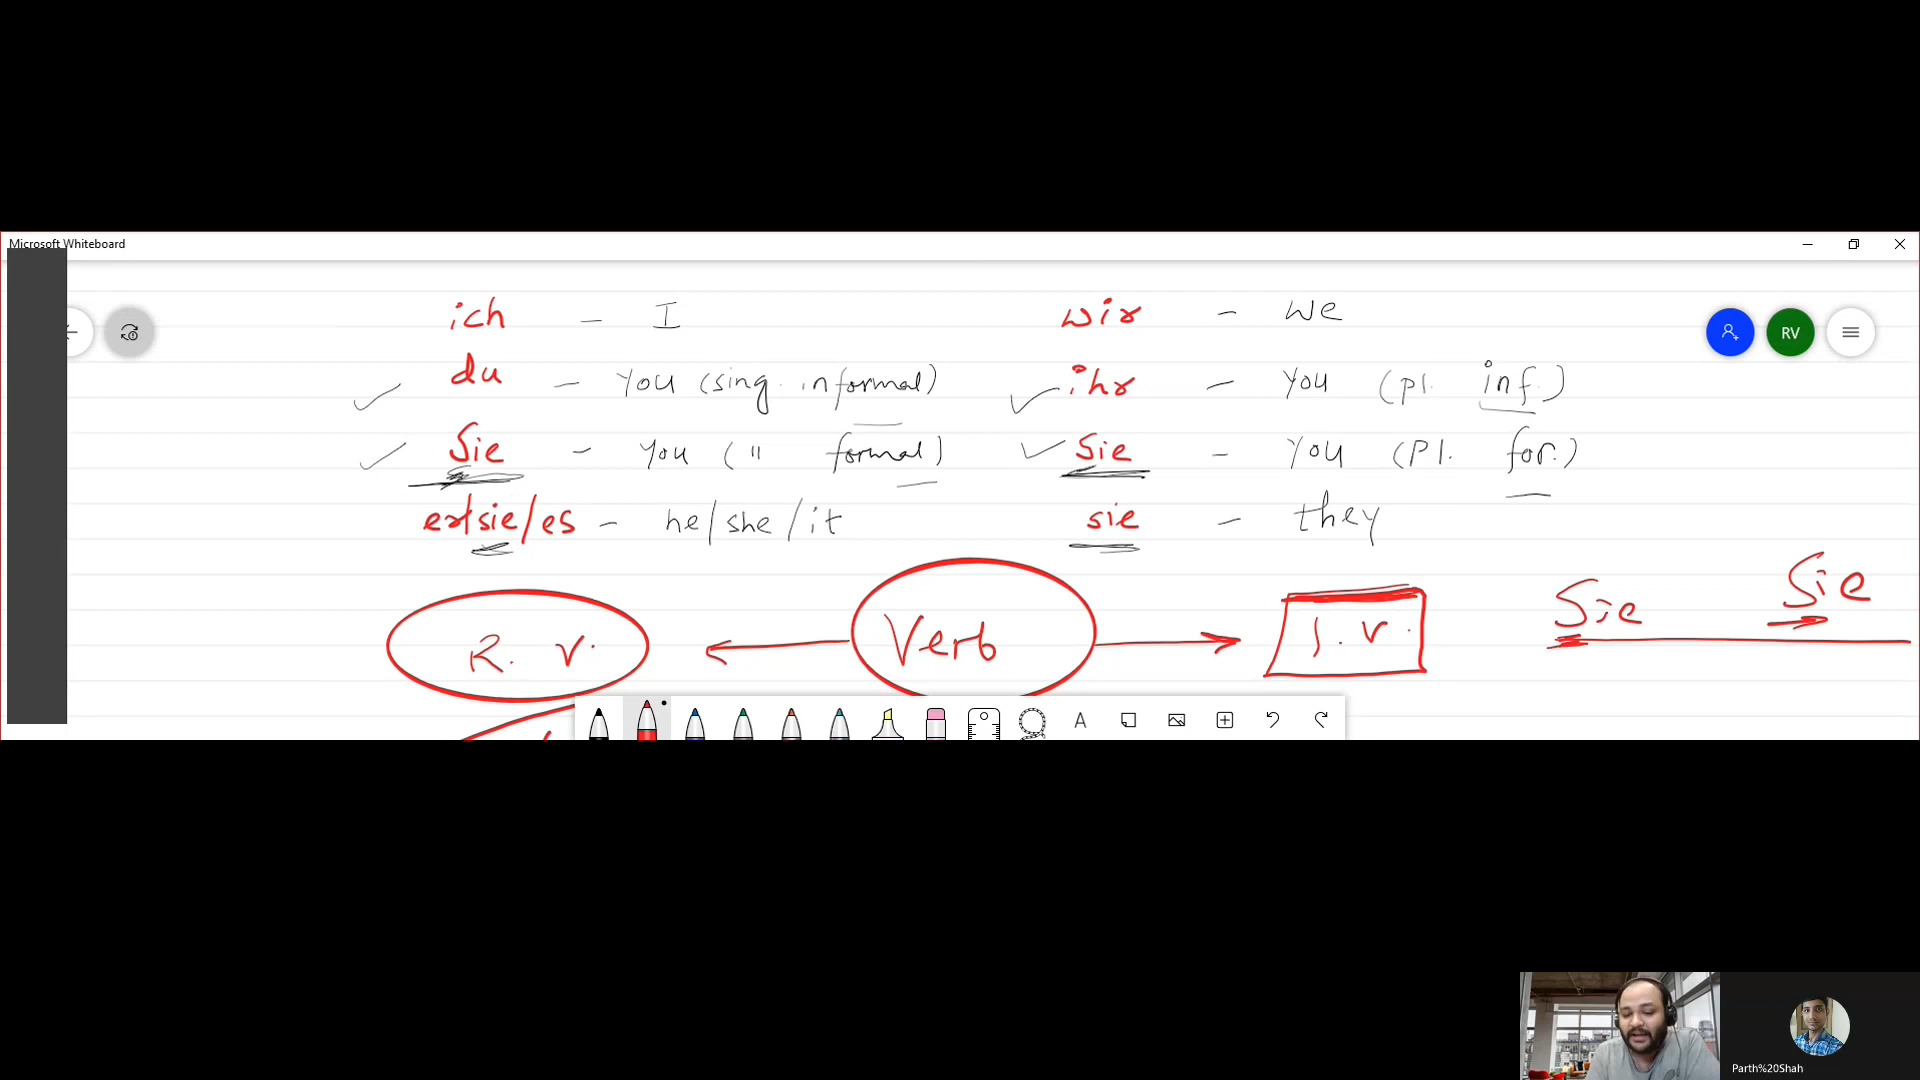 Microsoft Whiteboard
ich - I
wir - We
RV
du - You (sing. informal)
ihr - You (pl. inf.)
Sie - You (" formal)
Sie - You (Pl. for.)
er/sie/es - he/she/it
sie - they
Sie
Sie
R. V.
Verb
I. V.
A
Parth%20Shah